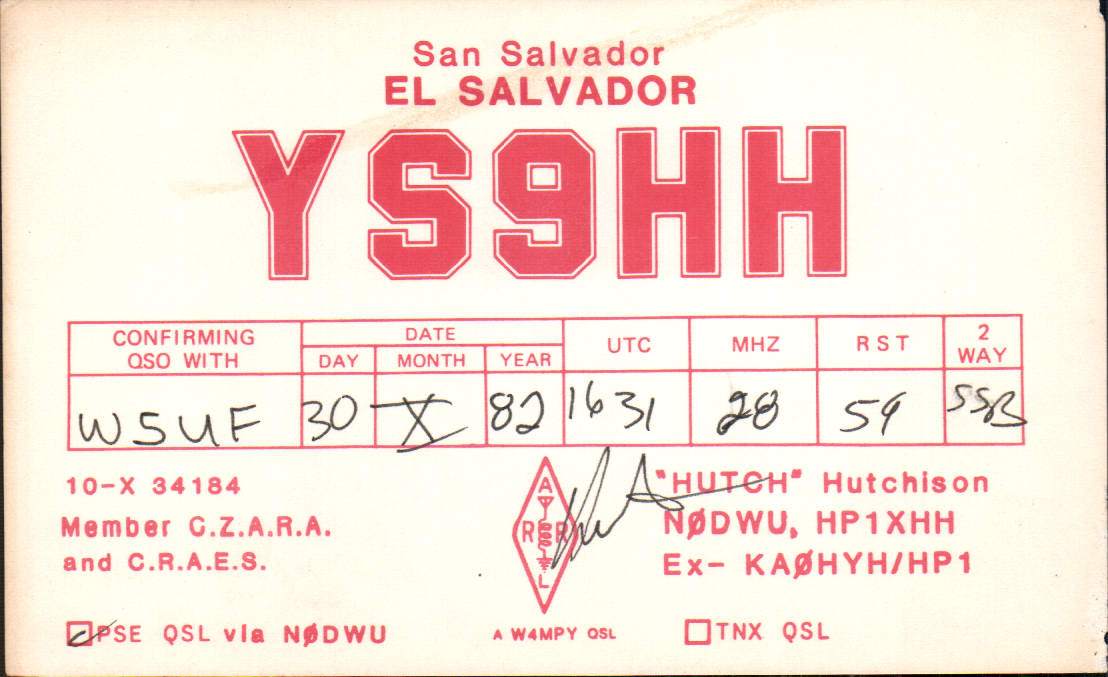 San Salvador
EL SALVADOR
YS9HH
CONFIRMING QSO WITH DATE DAY MONTH YEAR UTC MHZ RST 2 WAY
W5UF 30 X 82 1631 28 59 SSB
10-X 34184
Member C.Z.A.R.A.
and C.R.A.E.S.
A
R R
L
"HUTCH" Hutchison
NØDWU, HP1XHH
Ex- KAØHYH/HP1
PSE QSL via NØDWU
A W4MPY QSL
TNX QSL